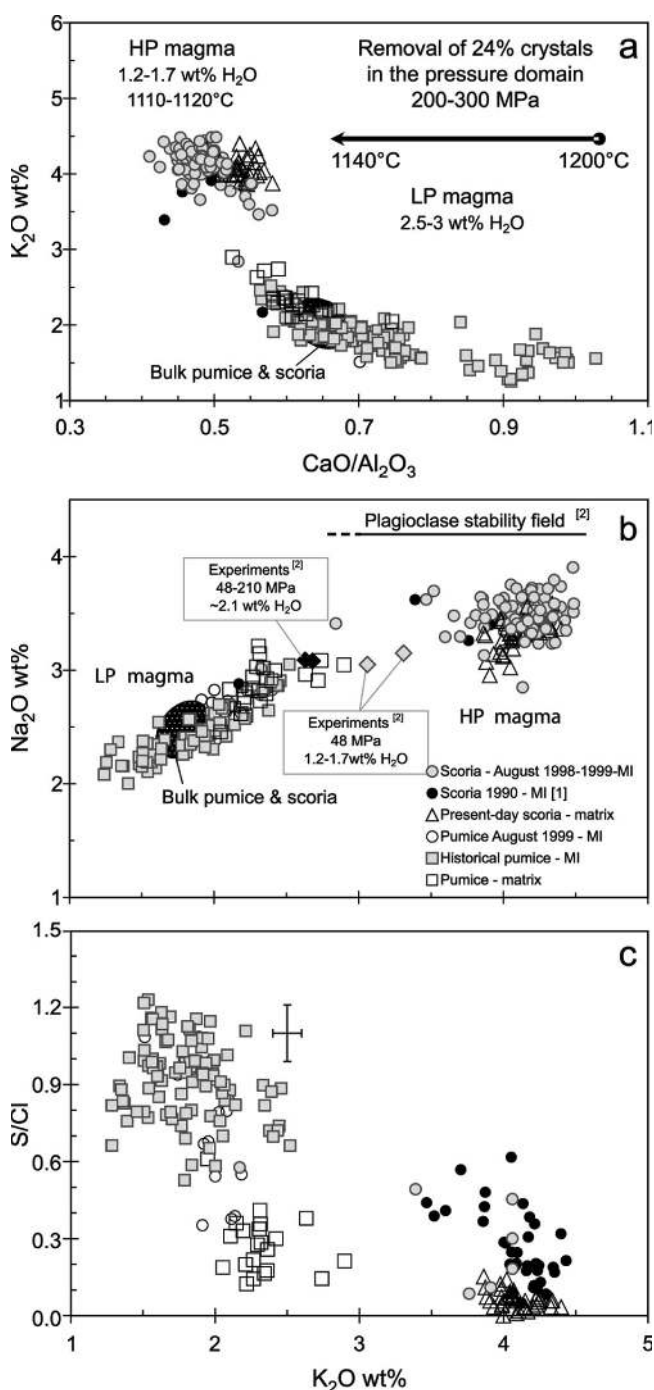 a
HP magma
1.2-1.7 wt% H₂O
1110-1120°C
Removal of 24% crystals
in the pressure domain
200-300 MPa
1140°C
1200°C
LP magma
2.5-3 wt% H₂O
Bulk pumice & scoria
K₂O wt%
6
5
4
3
2
1
0.3
0.5
0.7
0.9
1.1
CaO/Al₂O₃
b
Plagioclase stability field [2]
Experiments [2]
48-210 MPa
~2.1 wt% H₂O
LP magma
Bulk pumice & scoria
Experiments [2]
48 MPa
1.2-1.7wt% H₂O
HP magma
Scoria - August 1998-1999-MI
Scoria 1990 - MI [1]
Present-day scoria - matrix
Pumice August 1999 - MI
Historical pumice - MI
Pumice - matrix
Na₂O wt%
4
3
2
1
c
S/Cl
1.5
1.2
0.9
0.6
0.3
0.0
1
2
3
4
5
K₂O wt%